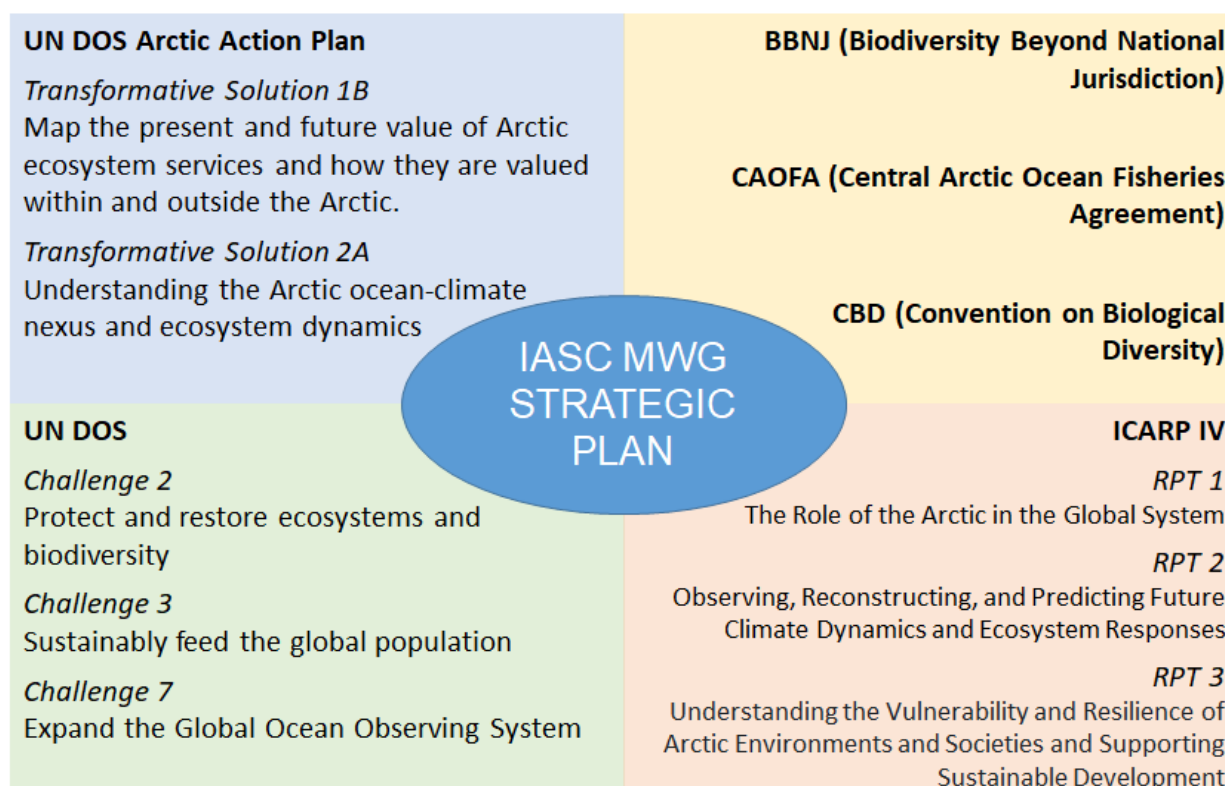 UN DOS Arctic Action Plan
Transformative Solution 1B
Map the present and future value of Arctic
ecosystem services and how they are valued
within and outside the Arctic.
Transformative Solution 2A
Understanding the Arctic ocean-climate
nexus and ecosystem dynamics
BBNJ (Biodiversity Beyond National
Jurisdiction)
CAOFA (Central Arctic Ocean Fisheries
Agreement)
CBD (Convention on Biological
Diversity)
IASC MWG
STRATEGIC
PLAN
UN DOS
Challenge 2
Protect and restore ecosystems and
biodiversity
Challenge 3
Sustainably feed the global population
Challenge 7
Expand the Global Ocean Observing System
ICARP IV
RPT 1
The Role of the Arctic in the Global System
RPT 2
Observing, Reconstructing, and Predicting Future
Climate Dynamics and Ecosystem Responses
RPT 3
Understanding the Vulnerability and Resilience of
Arctic Environments and Societies and Supporting
Sustainable Development